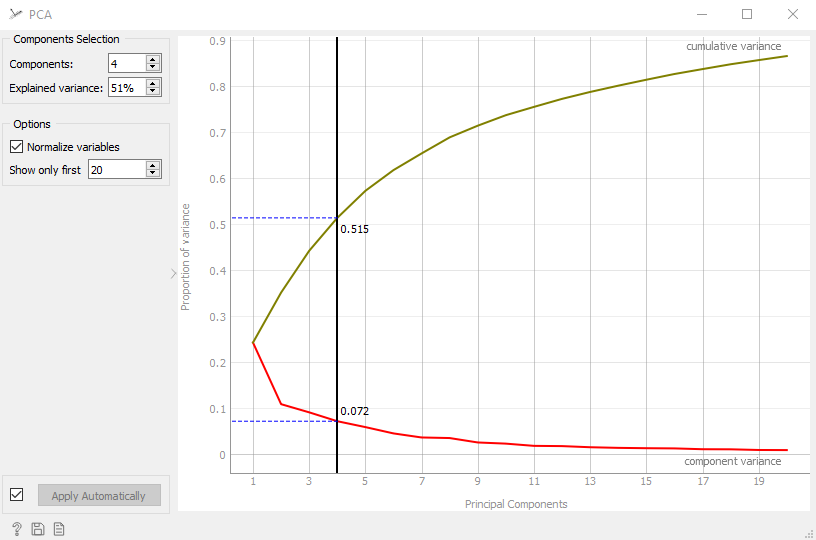 PCA
Components Selection
Components: 4
Explained variance: 51%
Options
Normalize variables
Show only first 20
Apply Automatically
?
cumulative variance
0.9
0.8
0.7
0.6
0.5
0.4
0.3
0.2
0.1
0
Proportion of variance
0.515
0.072
component variance
1 3 5 7 9 11 13 15 17 19
Principal Components